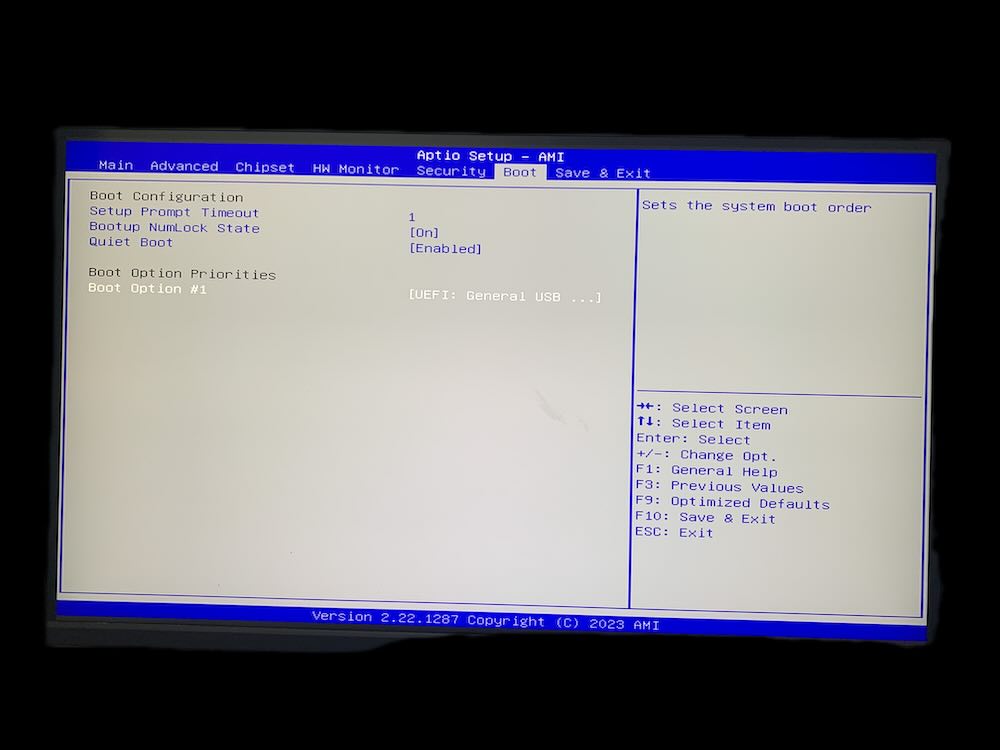 Aptio Setup – AMI
Main Advanced Chipset HW Monitor Security Boot Save & Exit
Boot Configuration
Setup Prompt Timeout 1
Bootup NumLock State [On]
Quiet Boot [Enabled]
Boot Option Priorities
Boot Option #1 [UEFI: General USB ...]
Sets the system boot order
→←: Select Screen
↑↓: Select Item
Enter: Select
+/-: Change Opt.
F1: General Help
F3: Previous Values
F9: Optimized Defaults
F10: Save & Exit
ESC: Exit
Version 2.22.1287 Copyright (C) 2023 AMI